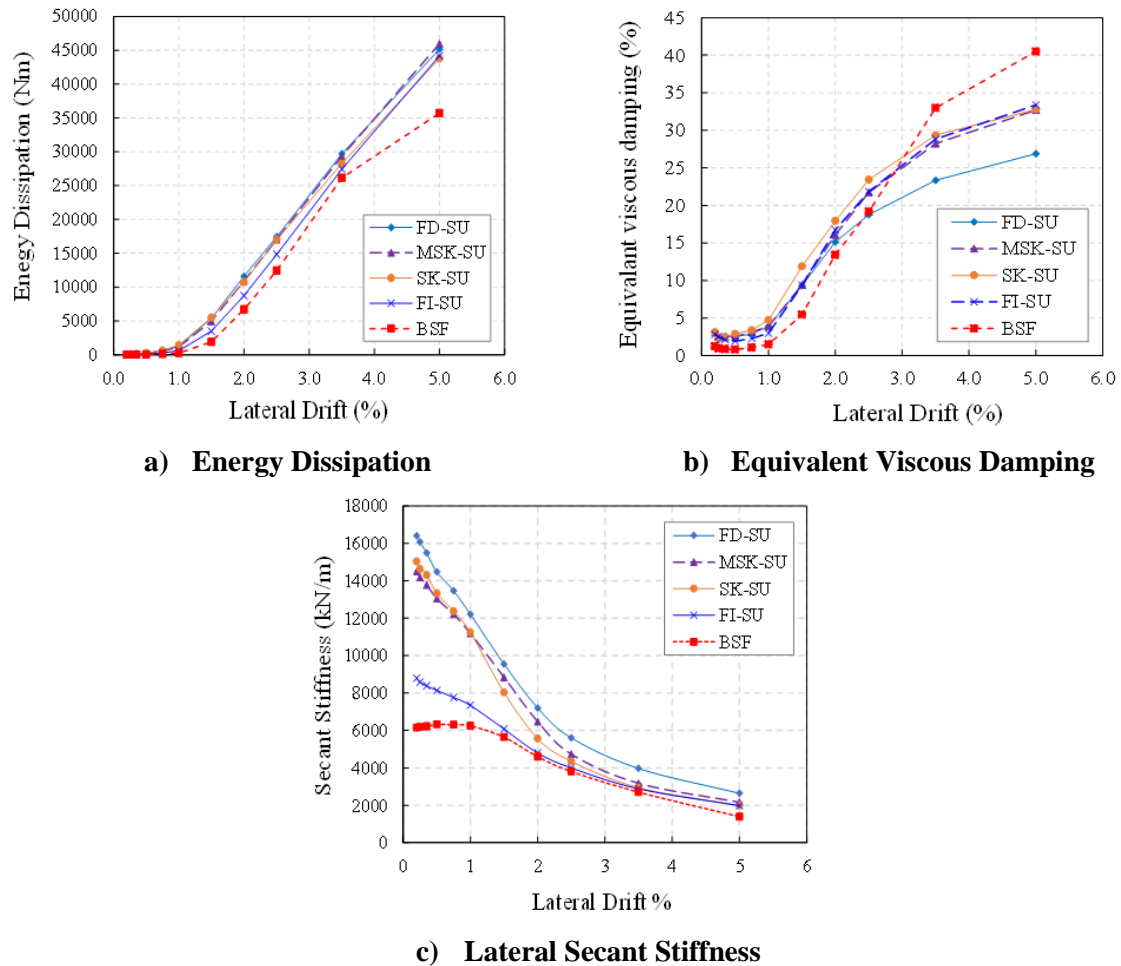 Energy Dissipation (Nm)
50000
45000
40000
35000
30000
25000
20000
15000
10000
5000
0
0.0 1.0 2.0 3.0 4.0 5.0 6.0
Lateral Drift (%)
FD-SU
MSK-SU
SK-SU
FI-SU
BSF
a) Energy Dissipation
Equivalant viscous damping (%)
45
40
35
30
25
20
15
10
5
0
0.0 1.0 2.0 3.0 4.0 5.0 6.0
Lateral Drift (%)
FD-SU
MSK-SU
SK-SU
FI-SU
BSF
b) Equivalent Viscous Damping
Secant Stiffness (kN/m)
18000
16000
14000
12000
10000
8000
6000
4000
2000
0
0 1 2 3 4 5 6
Lateral Drift %
FD-SU
MSK-SU
SK-SU
FI-SU
BSF
c) Lateral Secant Stiffness